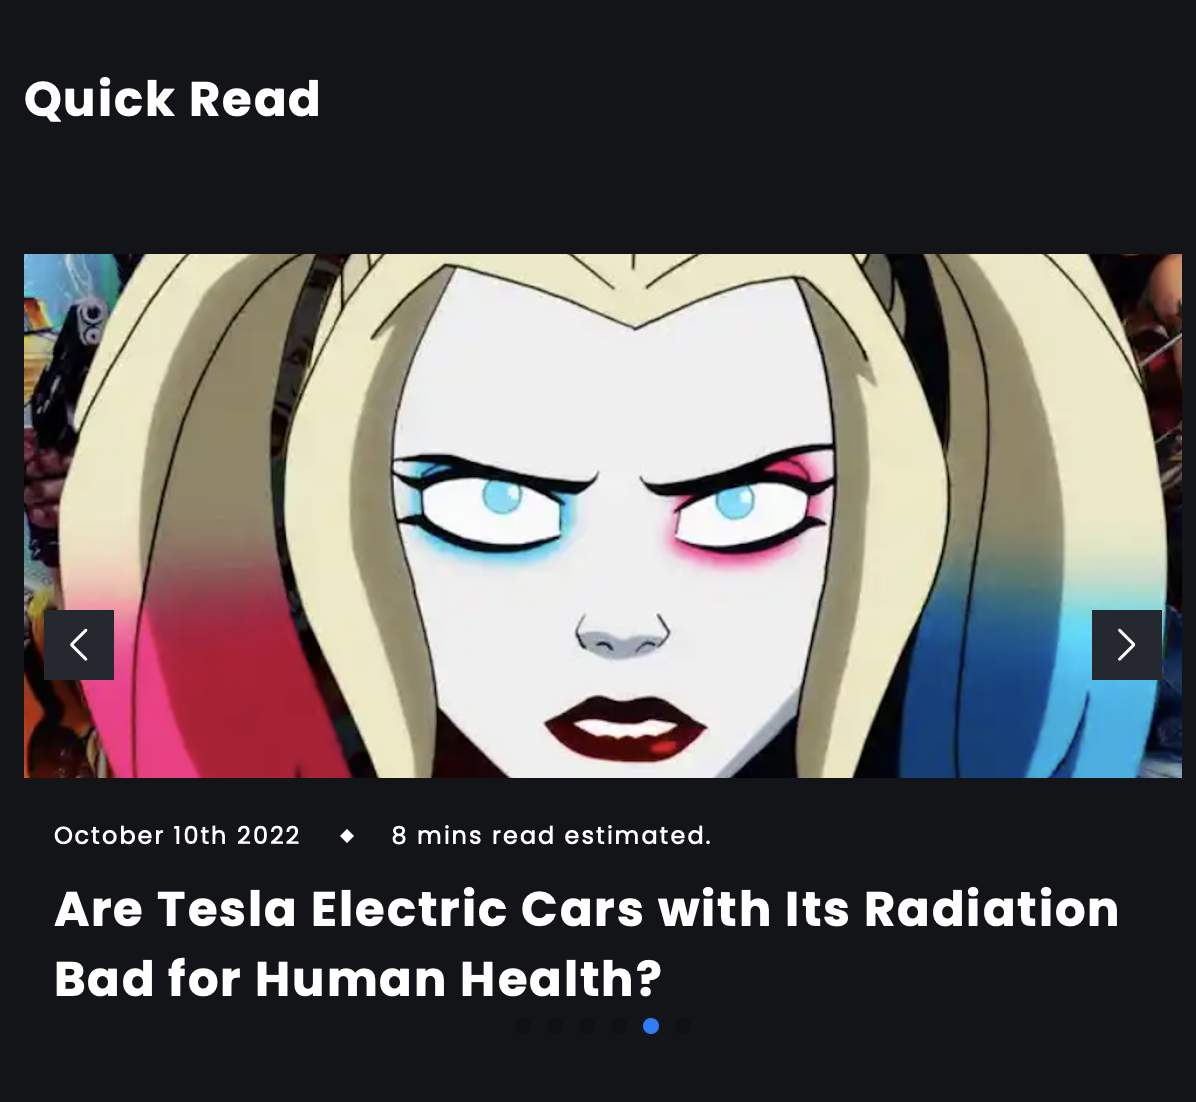 Quick Read
October 10th 2022 ◆ 8 mins read estimated.
Are Tesla Electric Cars with Its Radiation
Bad for Human Health?